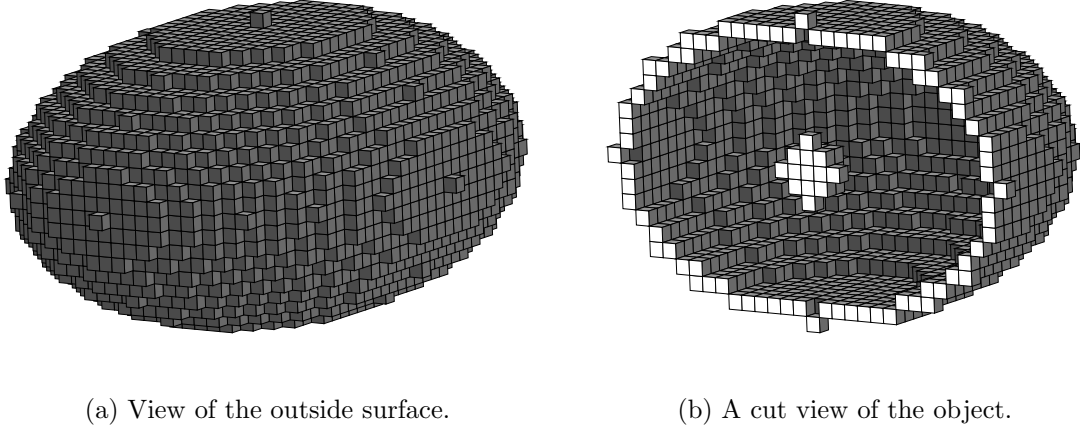 (a) View of the outside surface.
(b) A cut view of the object.